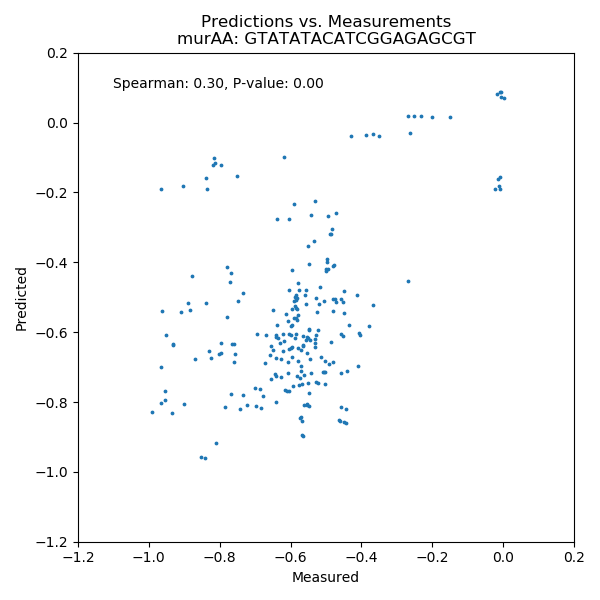 Predictions vs. Measurements
murAA: GTATATACATCGGAGAGCGT
Spearman: 0.30, P-value: 0.00
0.2
0.0
−0.2
−0.4
−0.6
−0.8
−1.0
−1.2
Predicted
−1.2 −1.0 −0.8 −0.6 −0.4 −0.2 0.0 0.2
Measured